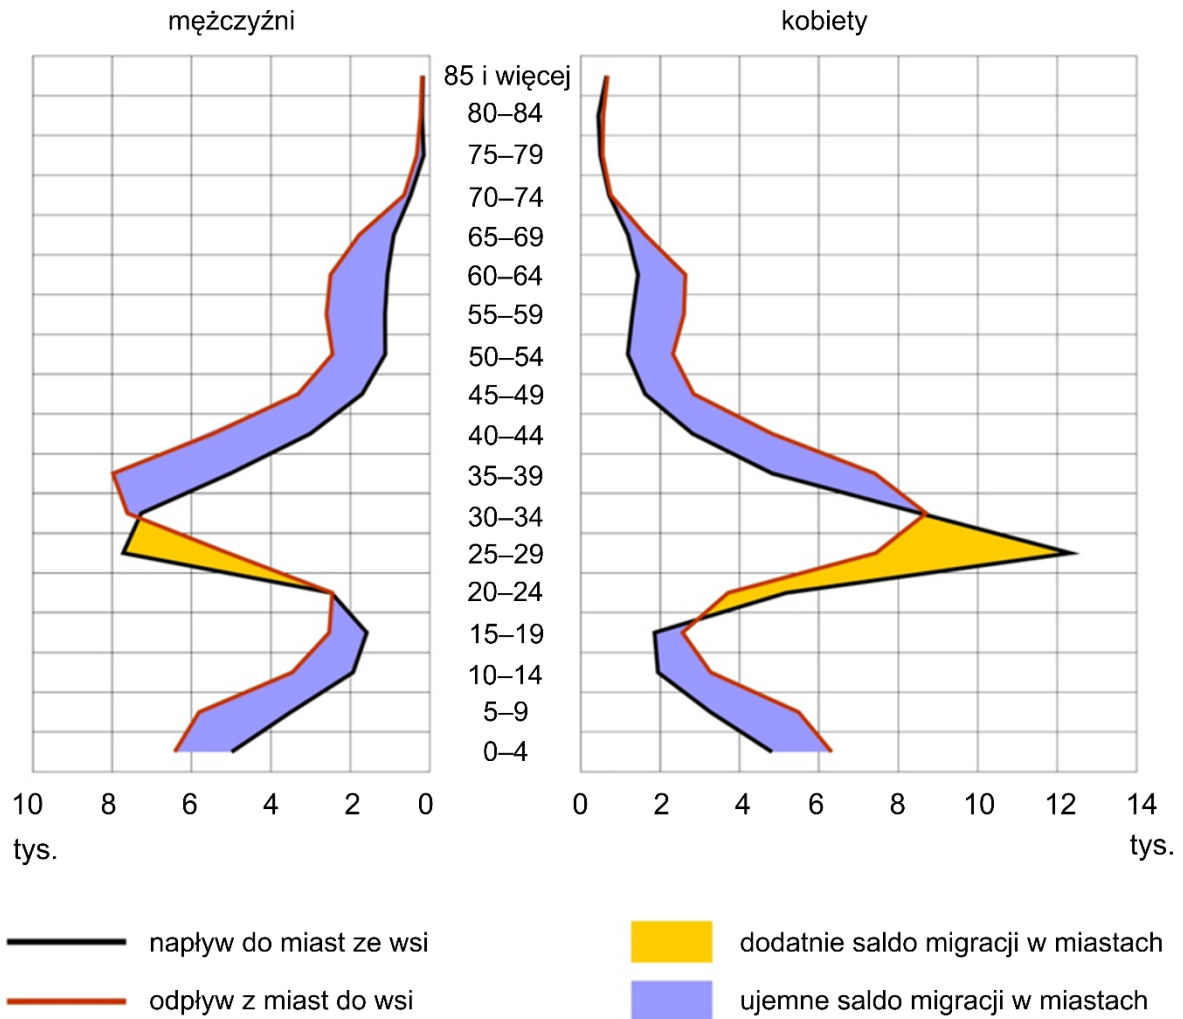 mężczyźni
kobiety
85 i więcej
80–84
75–79
70–74
65–69
60–64
55–59
50–54
45–49
40–44
35–39
30–34
25–29
20–24
15–19
10–14
5–9
0–4
10 8 6 4 2 0
0 2 4 6 8 10 12 14
tys.
tys.
napływ do miast ze wsi
odpływ z miast do wsi
dodatnie saldo migracji w miastach
ujemne saldo migracji w miastach